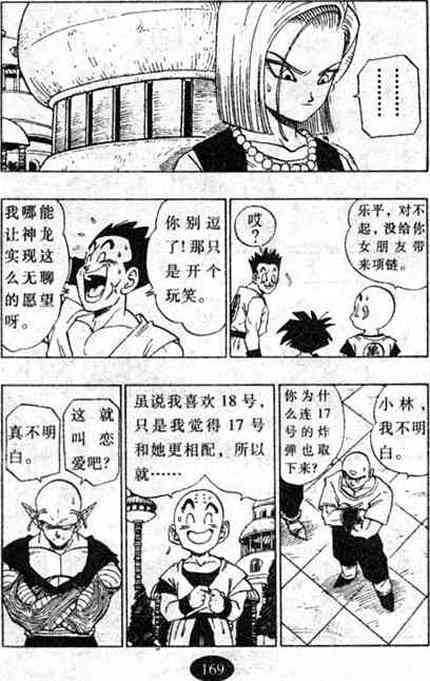 …………
乐平，对不
起，没给你
女朋友带
来项链。
哎？
你别逗
了！那只
是开个
玩笑。
我哪能
让神龙
实现这
么无聊
的愿望
呀。
小林，
我不明
白。
你为什
么连17
号的炸
弹也取
下来？
虽说我喜欢18号，
只是我觉得17号
和她更相配，所以
就……
这就
叫恋
爱吧？
真不明
白。
169